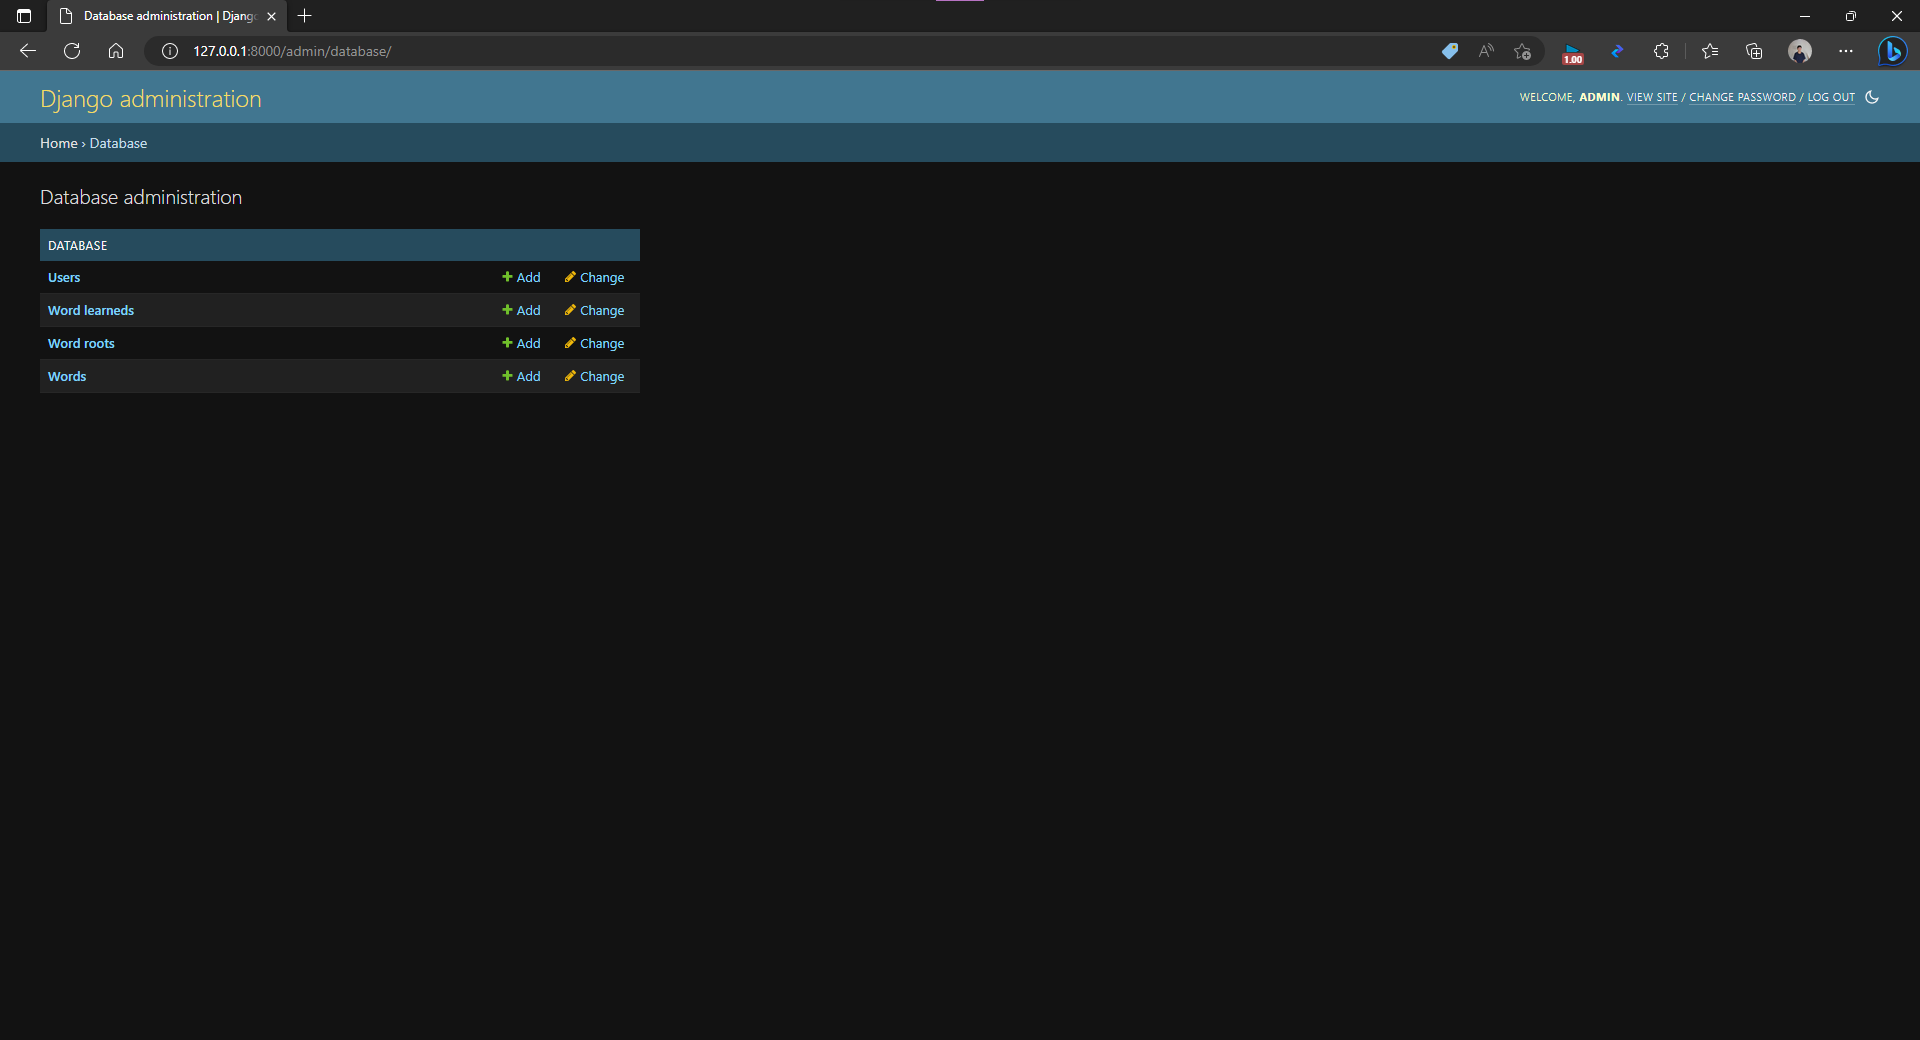 Database administration | Djang
127.0.0.1:8000/admin/database/
1.00
Django administration
WELCOME, ADMIN. VIEW SITE / CHANGE PASSWORD / LOG OUT
Home › Database
Database administration
DATABASE
Users Add Change
Word learneds Add Change
Word roots Add Change
Words Add Change